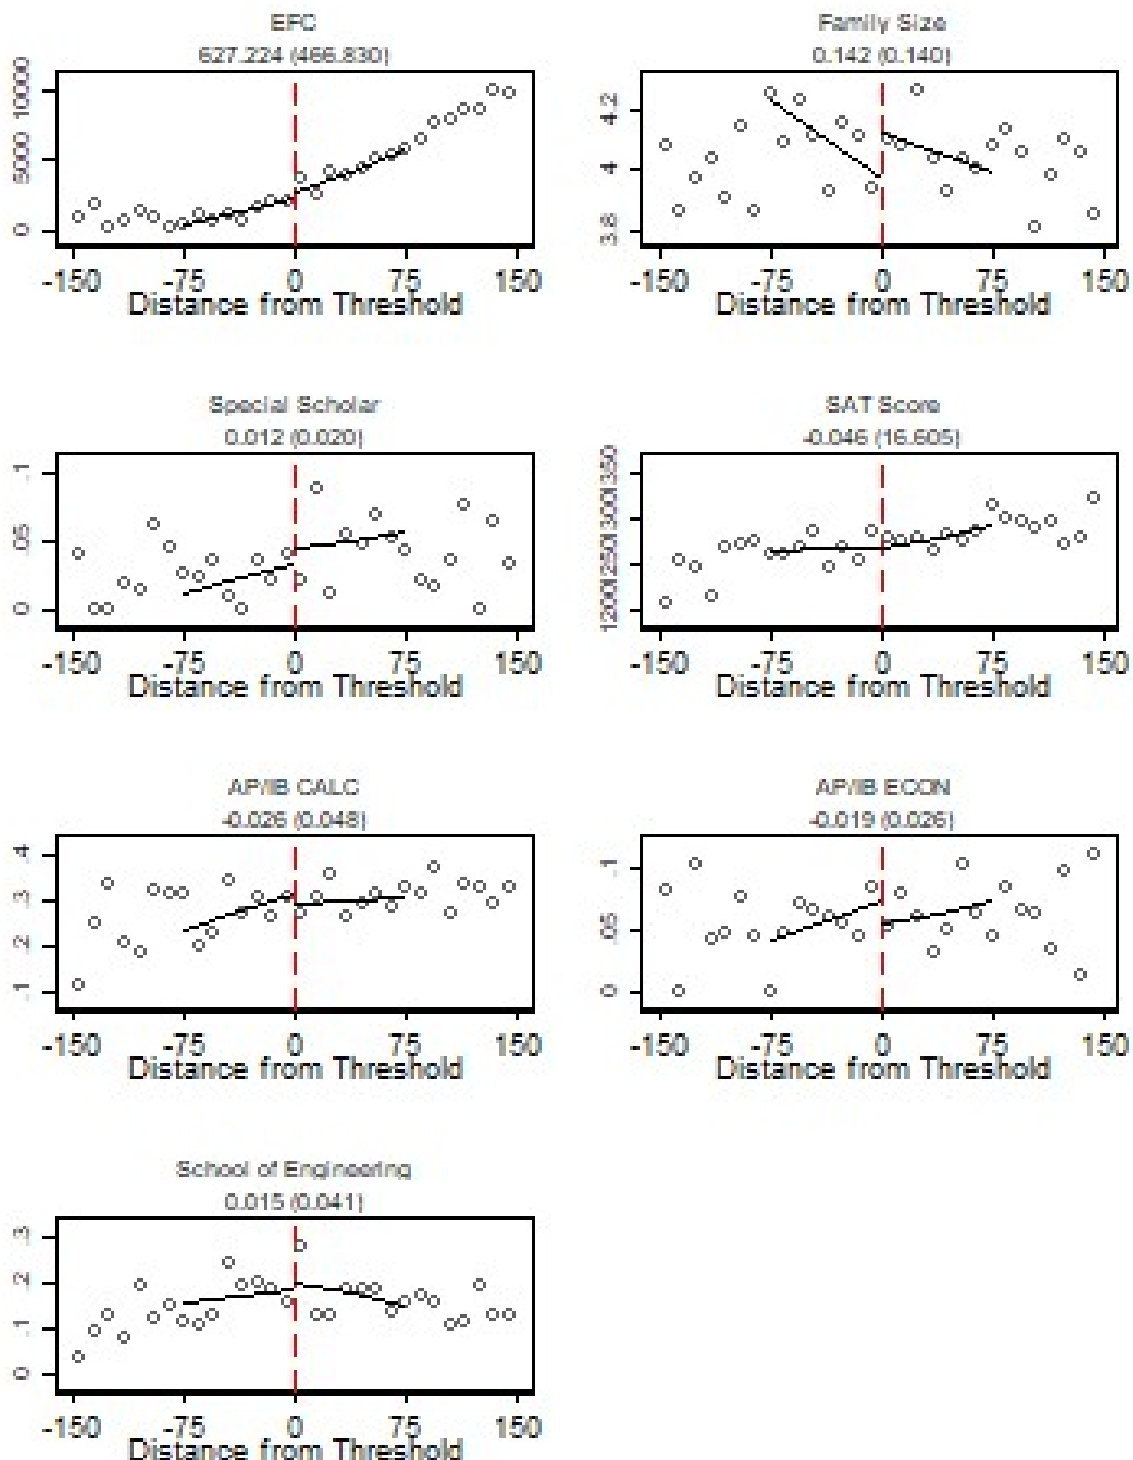 EFC
627.224 (466.830)
0 5000 10000
-150 -75 0 75 150
Distance from Threshold
Family Size
0.142 (0.140)
3.8 4 4.2
-150 -75 0 75 150
Distance from Threshold
Special Scholar
0.012 (0.020)
0 .05 .1
-150 -75 0 75 150
Distance from Threshold
SAT Score
-0.046 (16.605)
1200 1250 1300 1350
-150 -75 0 75 150
Distance from Threshold
AP/IB CALC
-0.026 (0.048)
.1 .2 .3 .4
-150 -75 0 75 150
Distance from Threshold
AP/IB ECON
-0.019 (0.026)
0 .05 .1
-150 -75 0 75 150
Distance from Threshold
School of Engineering
0.015 (0.041)
0 .1 .2 .3
-150 -75 0 75 150
Distance from Threshold